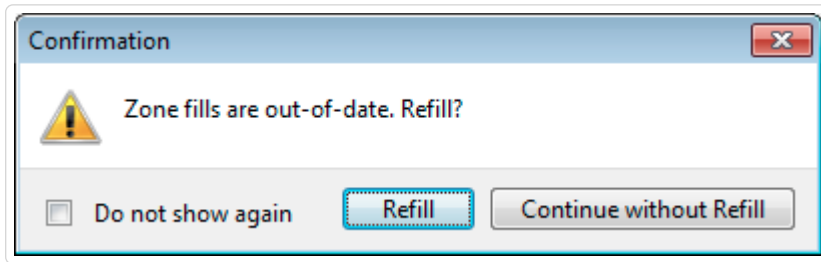 Confirmation
Zone fills are out-of-date. Refill?
Do not show again
Refill
Continue without Refill